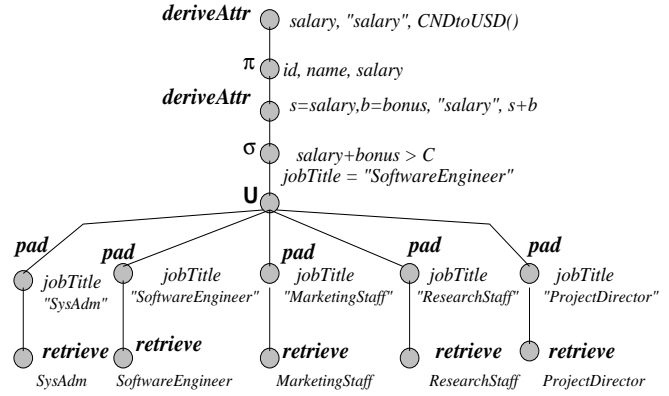 deriveAttr salary, "salary", CNDtoUSD()
π id, name, salary
deriveAttr s=salary,b=bonus, "salary", s+b
σ salary+bonus > C
jobTitle = "SoftwareEngineer"
U
pad pad pad pad pad
jobTitle jobTitle jobTitle jobTitle jobTitle
"SysAdm" "SoftwareEngineer" "MarketingStaff" "ResearchStaff" "ProjectDirector"
retrieve retrieve retrieve retrieve retrieve
SysAdm SoftwareEngineer MarketingStaff ResearchStaff ProjectDirector